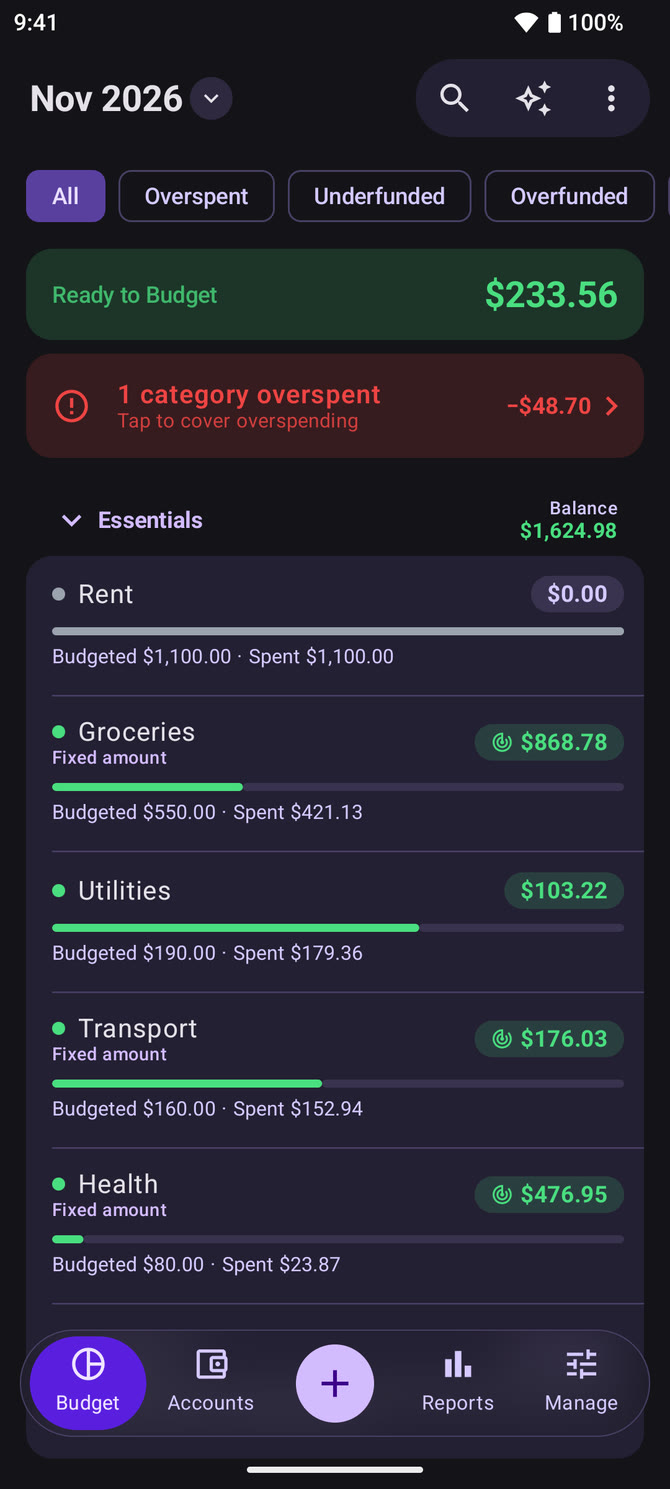 9:41
100%
Nov 2026
All
Overspent
Underfunded
Overfunded
Ready to Budget
$233.56
1 category overspent
Tap to cover overspending
−$48.70
Essentials
Balance
$1,624.98
Rent
$0.00
Budgeted $1,100.00 · Spent $1,100.00
Groceries
Fixed amount
$868.78
Budgeted $550.00 · Spent $421.13
Utilities
$103.22
Budgeted $190.00 · Spent $179.36
Transport
Fixed amount
$176.03
Budgeted $160.00 · Spent $152.94
Health
Fixed amount
$476.95
Budgeted $80.00 · Spent $23.87
Budget
Accounts
Reports
Manage